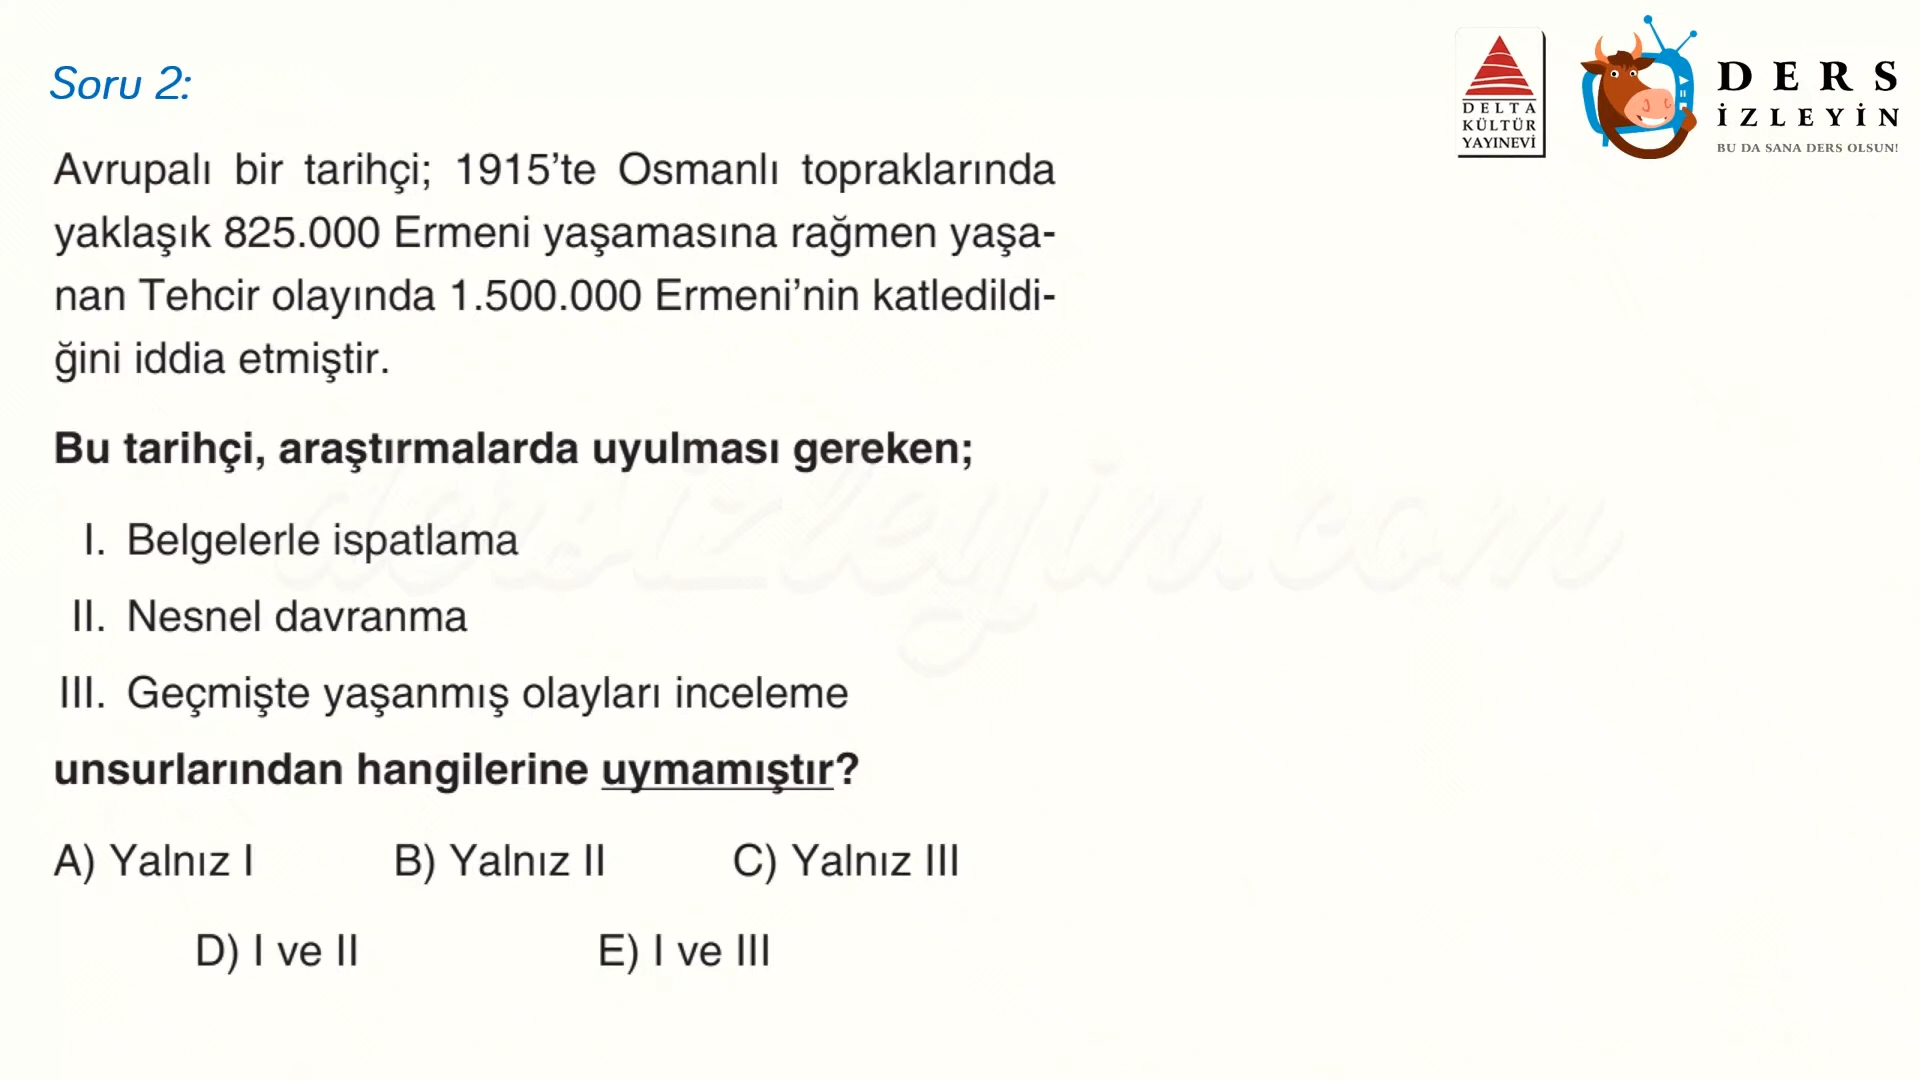 Soru 2:
DELTA
KÜLTÜR
YAYINEVİ
DERS
İZLEYİN
BU DA SANA DERS OLSUN!
Avrupalı bir tarihçi; 1915’te Osmanlı topraklarında
yaklaşık 825.000 Ermeni yaşamasına rağmen yaşa-
nan Tehcir olayında 1.500.000 Ermeni’nin katledildi-
ğini iddia etmiştir.
Bu tarihçi, araştırmalarda uyulması gereken;
I. Belgelerle ispatlama
II. Nesnel davranma
III. Geçmişte yaşanmış olayları inceleme
unsurlarından hangilerine uymamıştır?
A) Yalnız I B) Yalnız II C) Yalnız III
D) I ve II E) I ve III
dersizleyin.com